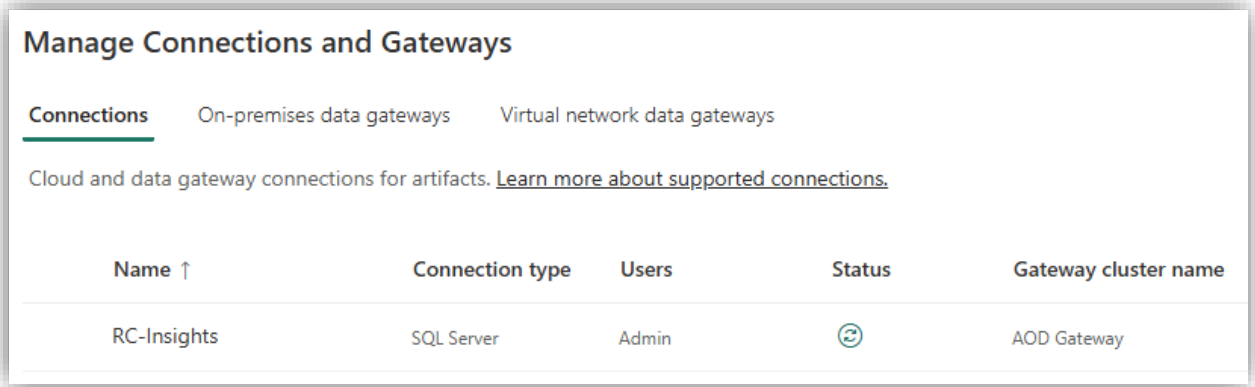 Manage Connections and Gateways
Connections On-premises data gateways Virtual network data gateways
Cloud and data gateway connections for artifacts. Learn more about supported connections.
Name ↑ Connection type Users Status Gateway cluster name
RC-Insights SQL Server Admin AOD Gateway